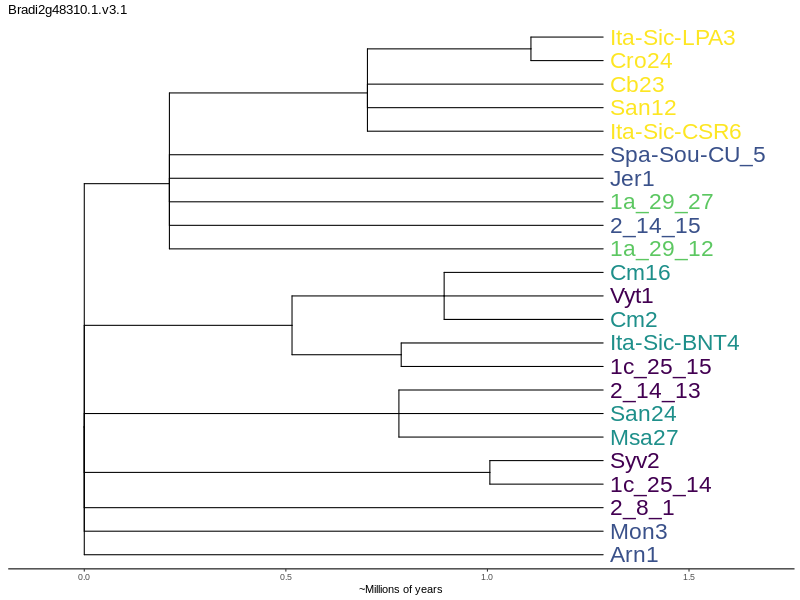 Bradi2g48310.1.v3.1
Ita-Sic-LPA3
Cro24
Cb23
San12
Ita-Sic-CSR6
Spa-Sou-CU_5
Jer1
1a_29_27
2_14_15
1a_29_12
Cm16
Vyt1
Cm2
Ita-Sic-BNT4
1c_25_15
2_14_13
San24
Msa27
Syv2
1c_25_14
2_8_1
Mon3
Arn1
0.0 0.5 1.0 1.5
~Millions of years